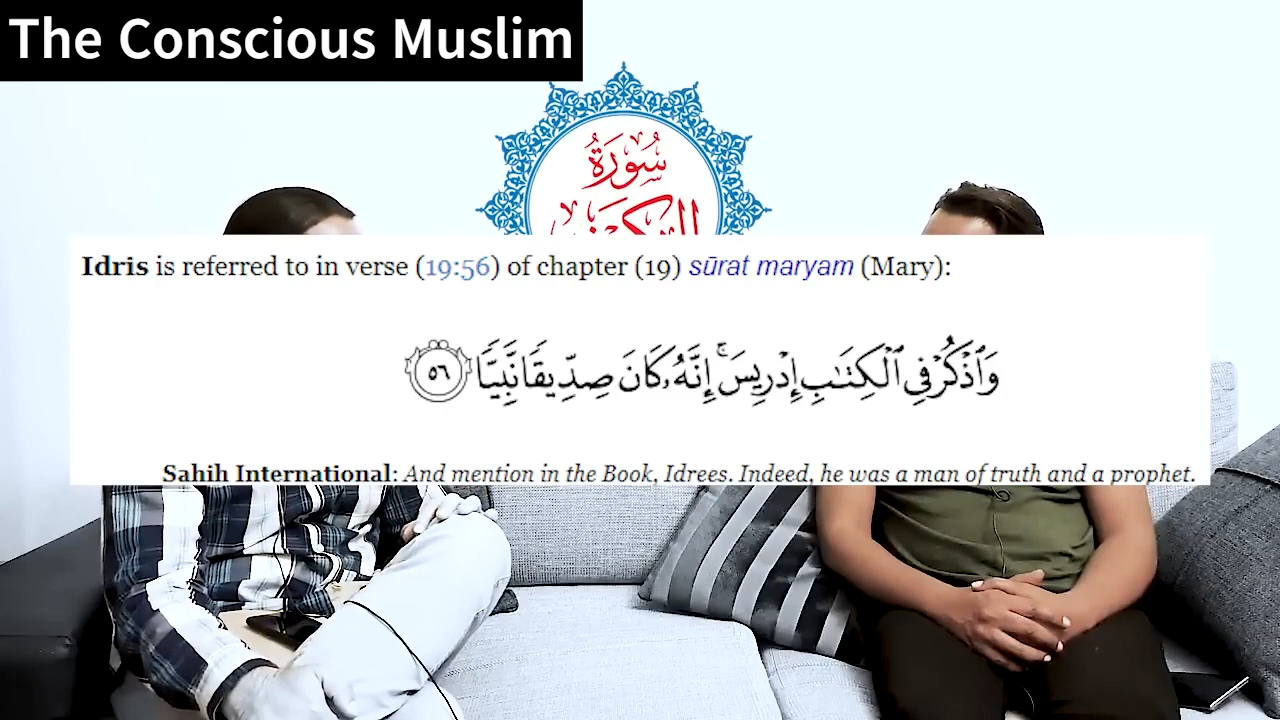 The Conscious Muslim
سُورَةُ
Idris is referred to in verse (19:56) of chapter (19) sūrat maryam (Mary):
وَٱذْكُرْ فِى ٱلْكِتَـٰبِ إِدْرِيسَ ۚ إِنَّهُۥ كَانَ صِدِّيقًا نَّبِيًّا ٥٦
Sahih International: And mention in the Book, Idrees. Indeed, he was a man of truth and a prophet.